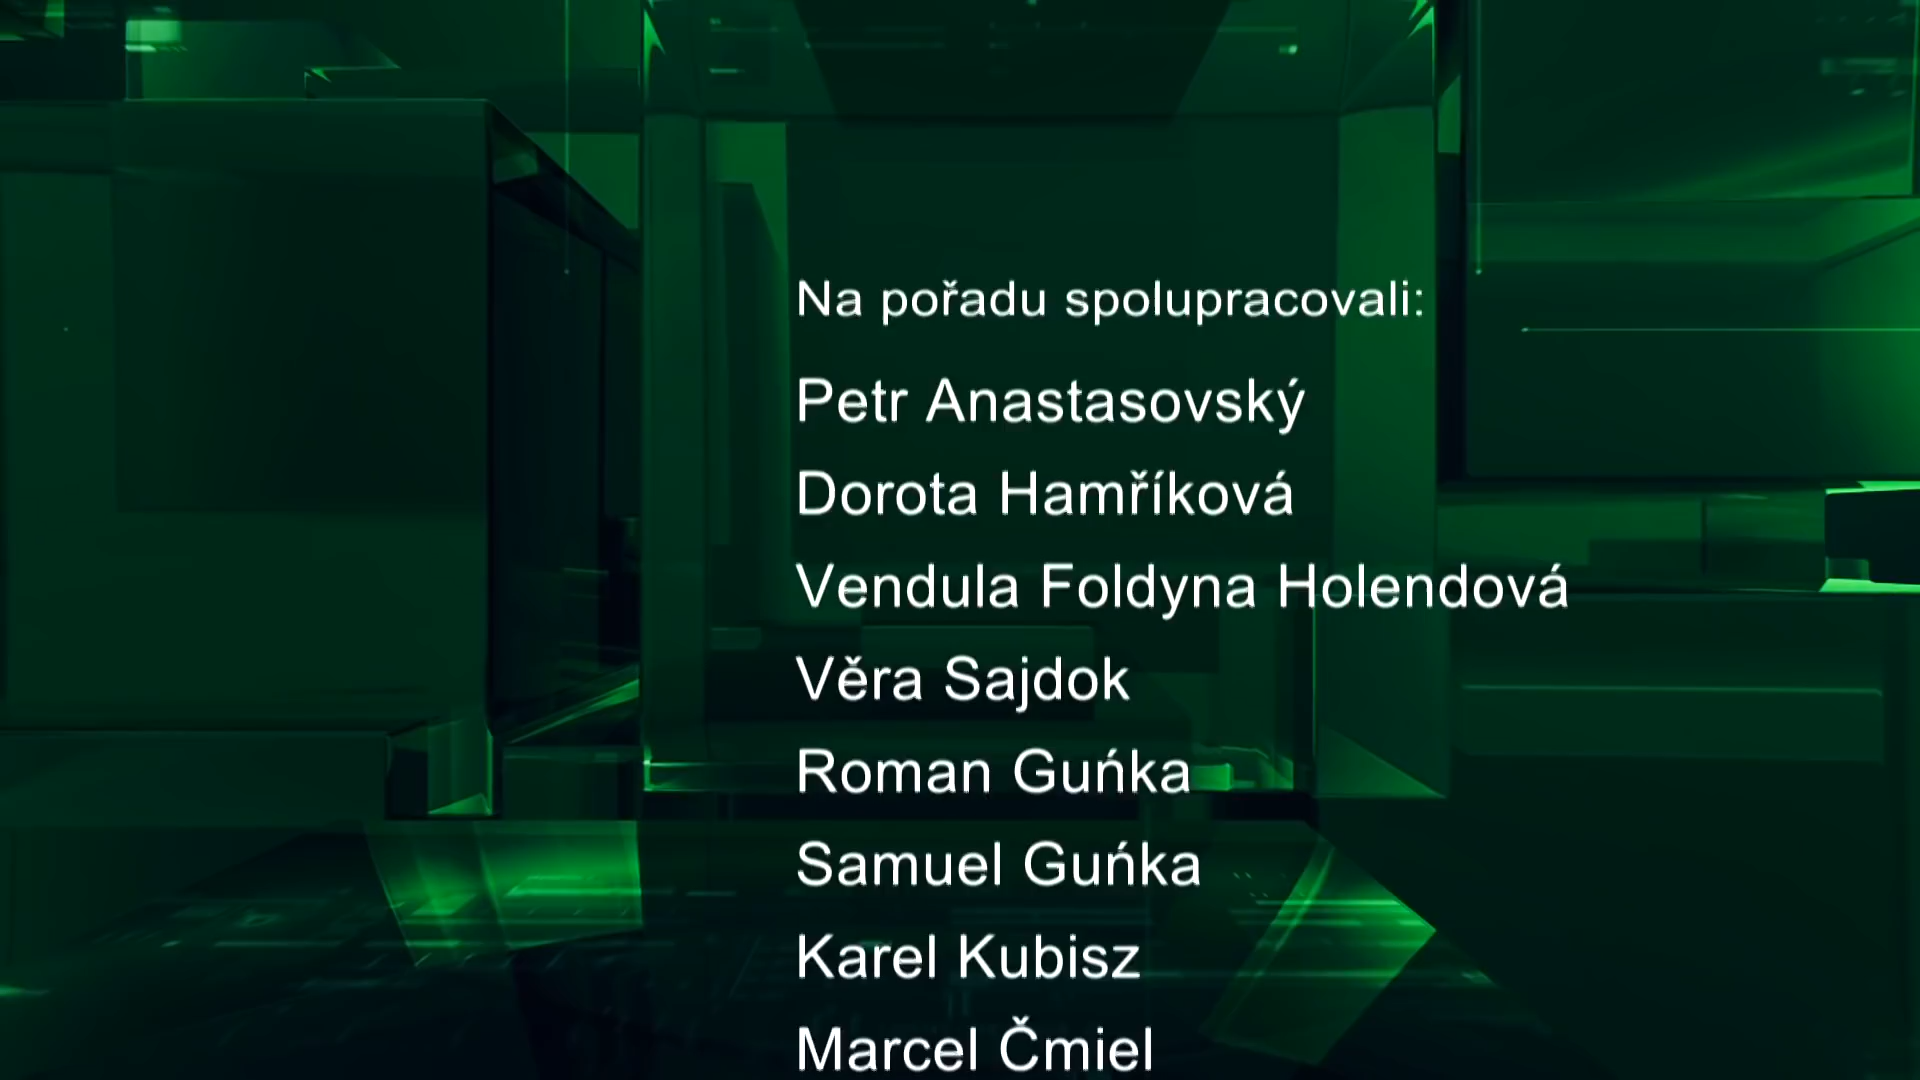 Na pořadu spolupracovali:
Petr Anastasovský
Dorota Hamříková
Vendula Foldyna Holendová
Věra Sajdok
Roman Guńka
Samuel Guńka
Karel Kubisz
Marcel Čmiel